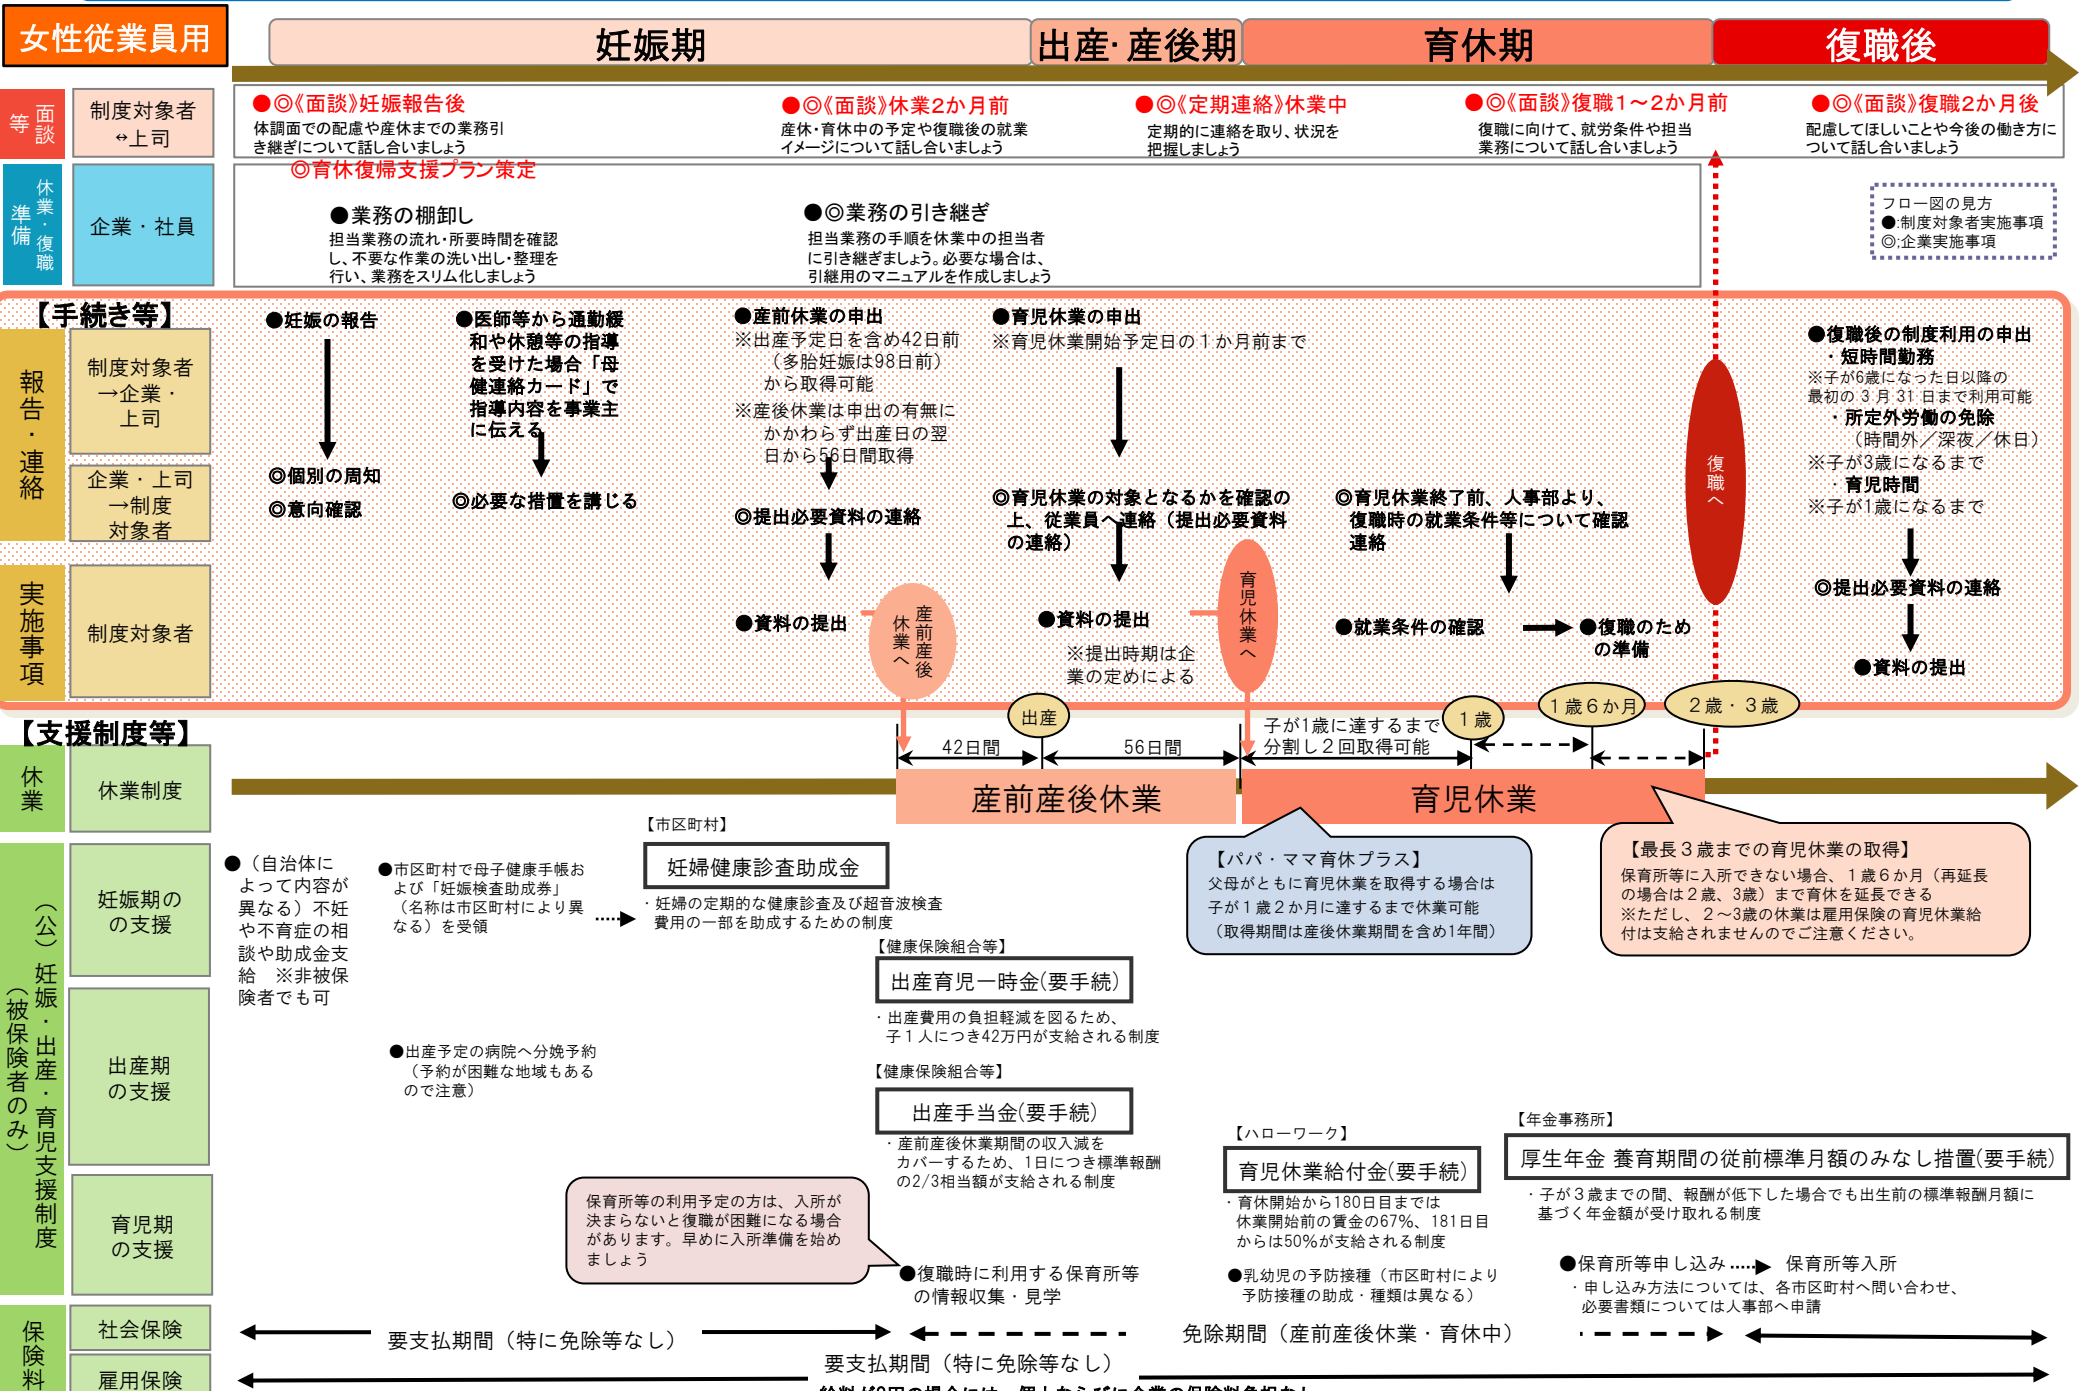 女性従業員用
妊娠期
出産・産後期
育休期
復職後
面談等
制度対象者
↔上司
●◎《面談》妊娠報告後
体調面での配慮や産休までの業務引
き継ぎについて話し合いましょう
●◎《面談》休業2か月前
産休・育休中の予定や復職後の就業
イメージについて話し合いましょう
●◎《定期連絡》休業中
定期的に連絡を取り、状況を
把握しましょう
●◎《面談》復職1～2か月前
復職に向けて、就労条件や担当
業務について話し合いましょう
●◎《面談》復職2か月後
配慮してほしいことや今後の働き方に
ついて話し合いましょう
休業・復職
準備
企業・社員
◎育休復帰支援プラン策定
●業務の棚卸し
担当業務の流れ・所要時間を確認
し、不要な作業の洗い出し・整理を
行い、業務をスリム化しましょう
●◎業務の引き継ぎ
担当業務の手順を休業中の担当者
に引き継ぎましょう。必要な場合は、
引継用のマニュアルを作成しましょう
フロー図の見方
●:制度対象者実施事項
◎;企業実施事項
【手続き等】
報告・連絡
制度対象者
→企業・
上司
企業・上司
→制度
対象者
●妊娠の報告
◎個別の周知
◎意向確認
●医師等から通勤緩
和や休憩等の指導
を受けた場合「母
健連絡カード」で
指導内容を事業主
に伝える
◎必要な措置を講じる
●産前休業の申出
※出産予定日を含め42日前
（多胎妊娠は98日前）
から取得可能
※産後休業は申出の有無に
かかわらず出産日の翌
日から56日間取得
◎提出必要資料の連絡
●育児休業の申出
※育児休業開始予定日の１か月前まで
◎育児休業の対象となるかを確認の
上、従業員へ連絡（提出必要資料
の連絡）
◎育児休業終了前、人事部より、
復職時の就業条件等について確認
連絡
復職へ
●復職後の制度利用の申出
・短時間勤務
※子が6歳になった日以降の
最初の 3 月 31 日まで利用可能
・所定外労働の免除
（時間外／深夜／休日）
※子が3歳になるまで
・育児時間
※子が1歳になるまで
◎提出必要資料の連絡
●資料の提出
実施事項
制度対象者
●資料の提出
産前産後
休業へ
●資料の提出
※提出時期は企
業の定めによる
育児休業へ
●就業条件の確認
●復職のため
の準備
【支援制度等】
出産
１歳
１歳６か月
２歳・３歳
42日間
56日間
子が1歳に達するまで
分割し２回取得可能
休業
休業制度
産前産後休業
育児休業
（公）妊娠・出産・育児支援制度
（被保険者のみ）
妊娠期の
の支援
●（自治体に
よって内容が
異なる）不妊
や不育症の相
談や助成金支
給　※非被保
険者でも可
●市区町村で母子健康手帳お
よび「妊娠検査助成券」
（名称は市区町村により異
なる）を受領
【市区町村】
妊婦健康診査助成金
・妊婦の定期的な健康診査及び超音波検査
費用の一部を助成するための制度
【パパ・ママ育休プラス】
父母がともに育児休業を取得する場合は
子が１歳２か月に達するまで休業可能
（取得期間は産後休業期間を含め1年間）
【最長３歳までの育児休業の取得】
保育所等に入所できない場合、１歳６か月（再延長
の場合は２歳、3歳）まで育休を延長できる
※ただし、２～3歳の休業は雇用保険の育児休業給
付は支給されませんのでご注意ください。
【健康保険組合等】
出産育児一時金(要手続)
・出産費用の負担軽減を図るため、
子１人につき42万円が支給される制度
出産期
の支援
●出産予定の病院へ分娩予約
（予約が困難な地域もある
ので注意）
【健康保険組合等】
出産手当金(要手続)
・産前産後休業期間の収入減を
カバーするため、1日につき標準報酬
の2/3相当額が支給される制度
【ハローワーク】
育児休業給付金(要手続)
・育休開始から180日目までは
休業開始前の賃金の67%、181日目
からは50%が支給される制度
【年金事務所】
厚生年金 養育期間の従前標準月額のみなし措置(要手続)
・子が３歳までの間、報酬が低下した場合でも出生前の標準報酬月額に
基づく年金額が受け取れる制度
育児期
の支援
保育所等の利用予定の方は、入所が
決まらないと復職が困難になる場合
があります。早めに入所準備を始め
ましょう
●復職時に利用する保育所等
の情報収集・見学
●乳幼児の予防接種（市区町村により
予防接種の助成・種類は異なる）
●保育所等申し込み
保育所等入所
・申し込み方法については、各市区町村へ問い合わせ、
必要書類については人事部へ申請
保険料
社会保険
要支払期間（特に免除等なし）
免除期間（産前産後休業・育休中）
雇用保険
要支払期間（特に免除等なし）
給料が0円の場合には、個人ならびに企業の保険料負担なし